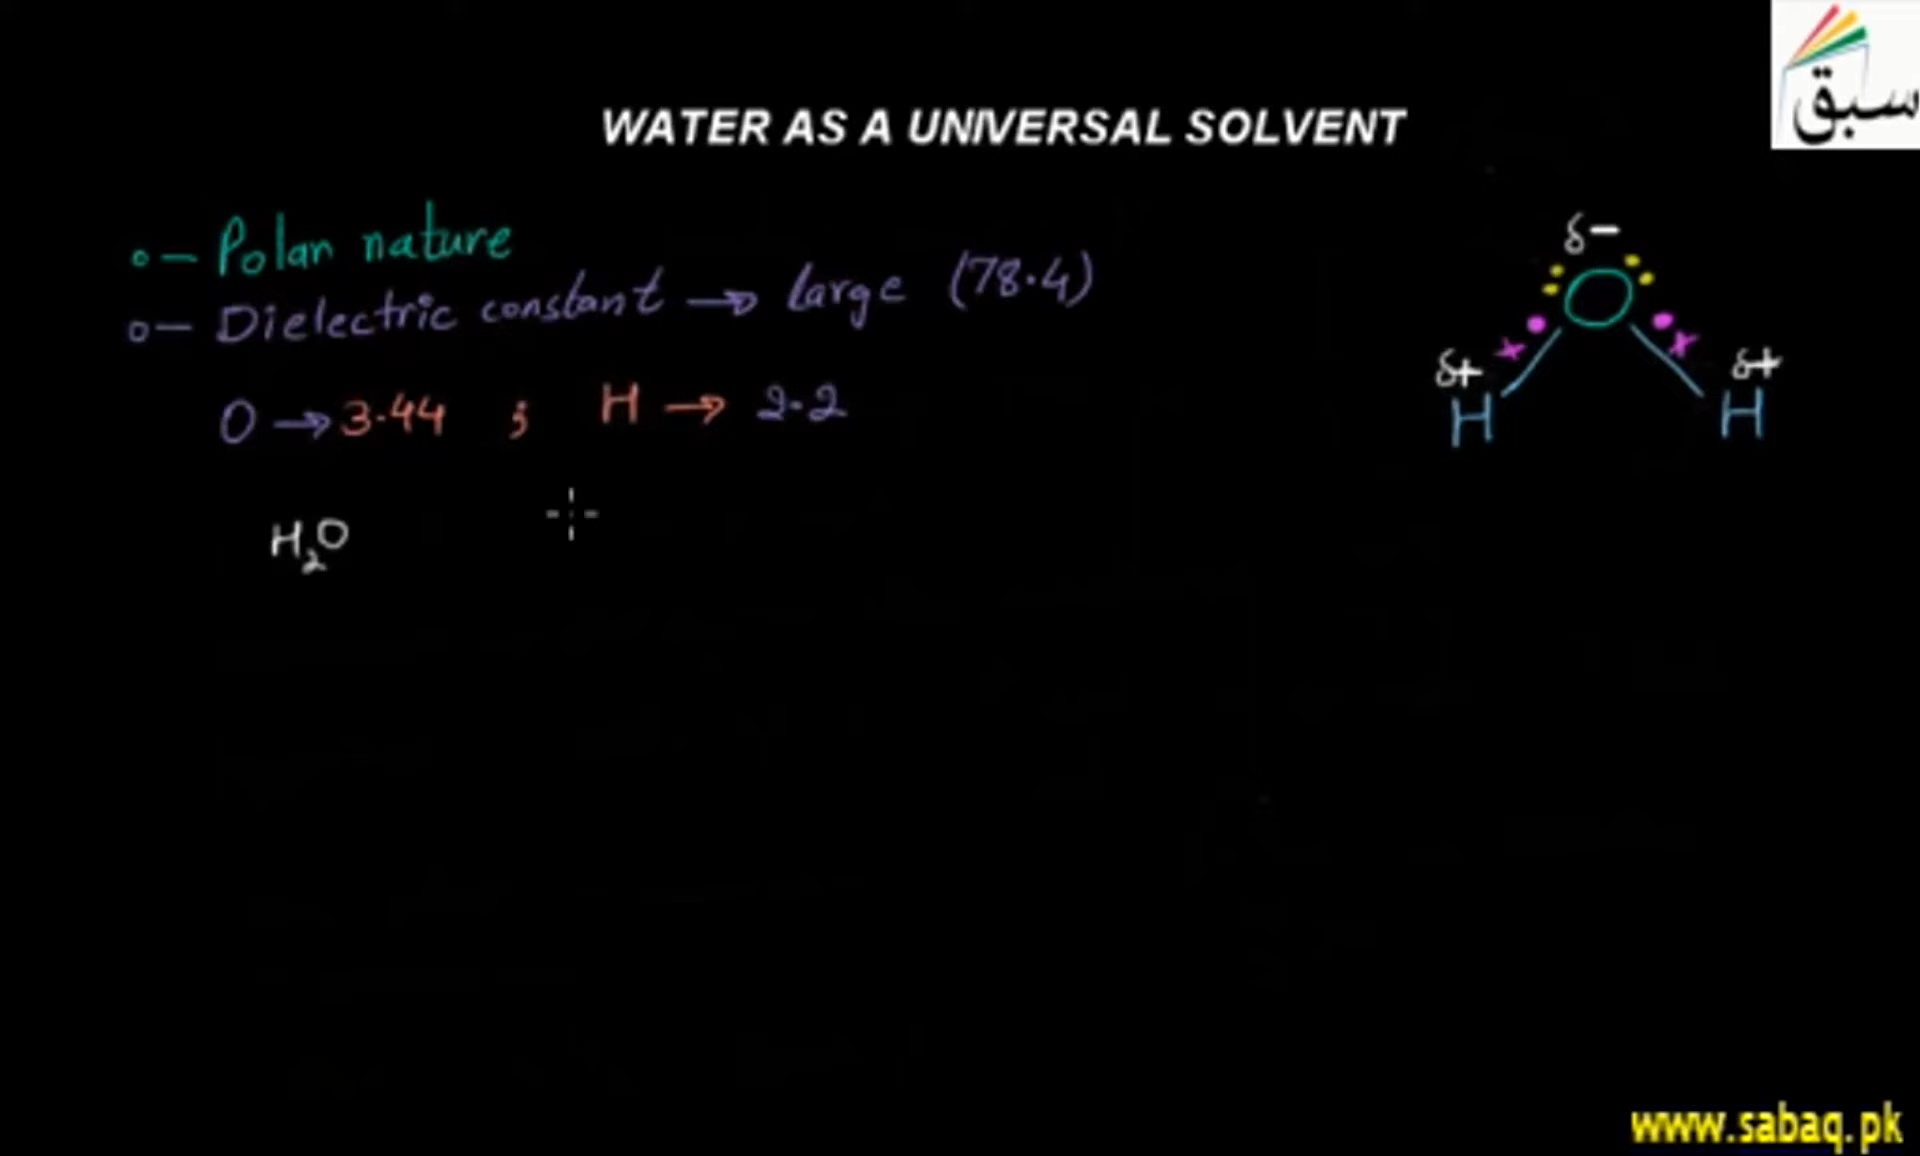 سبق
WATER AS A UNIVERSAL SOLVENT
o– Polan nature
o– Dielectric constant → large (78.4)
O → 3.44 ; H → 2.2
H₂O
δ–
O
δ+ δ+
H H
www.sabaq.pk